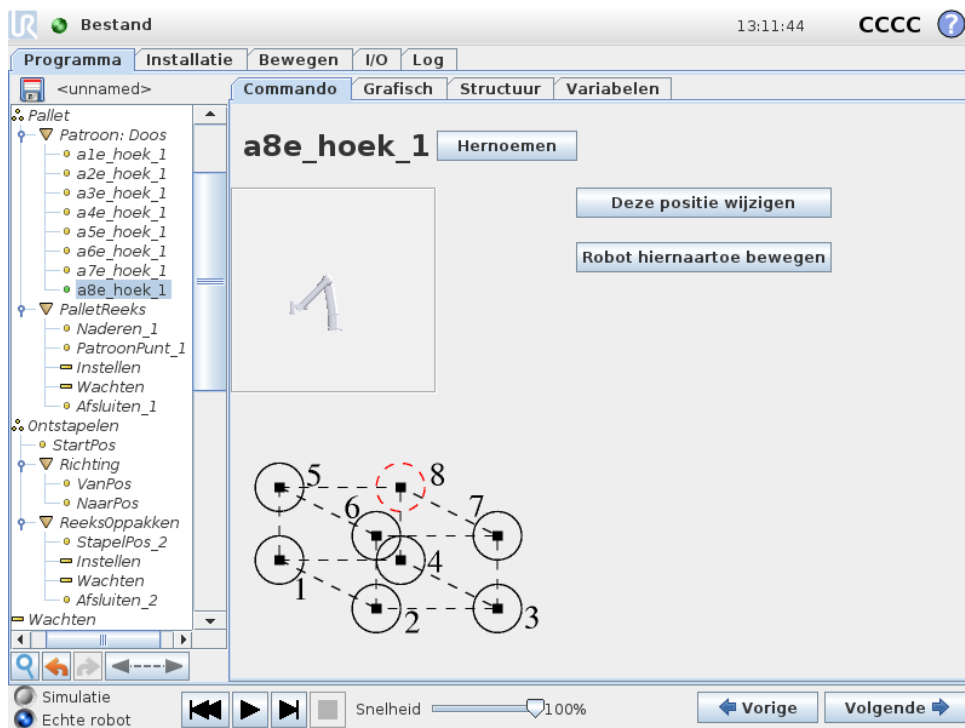 UR Bestand 13:11:44 CCCC ?
Programma Installatie Bewegen I/O Log
<unnamed> Commando Grafisch Structuur Variabelen
Pallet
Patroon: Doos
a1e_hoek_1
a2e_hoek_1
a3e_hoek_1
a4e_hoek_1
a5e_hoek_1
a6e_hoek_1
a7e_hoek_1
a8e_hoek_1
PalletReeks
Naderen_1
PatroonPunt_1
Instellen
Wachten
Afsluiten_1
Ontstapelen
StartPos
Richting
VanPos
NaarPos
ReeksOppakken
StapelPos_2
Instellen
Wachten
Afsluiten_2
Wachten
a8e_hoek_1 Hernoemen
Deze positie wijzigen
Robot hiernaartoe bewegen
5 8
6 7
4
1
2 3
Simulatie
Echte robot
Snelheid 100%
Vorige Volgende